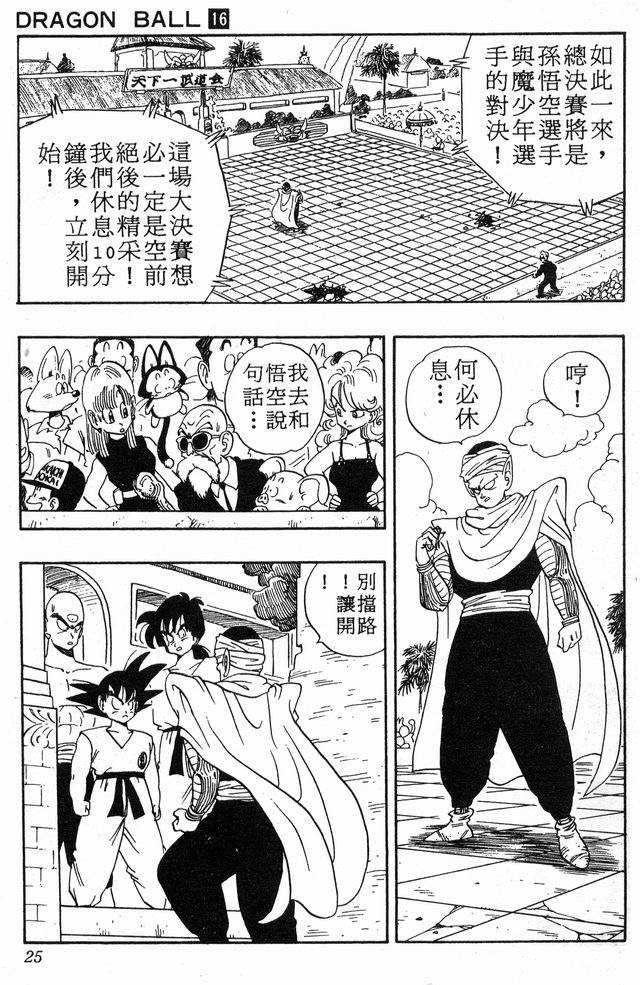 DRAGON BALL 16
如此一來，
總決賽將是
孫悟空選手
與魔少年選
手的對決！
天下一武道会
這場大決賽想
必一定是空前
絕後的精采！
我們休息10分
鐘後，立刻開
始！
哼！
何必休
息…
我去和
悟空說
句話…
別擋路
！讓開
！
25